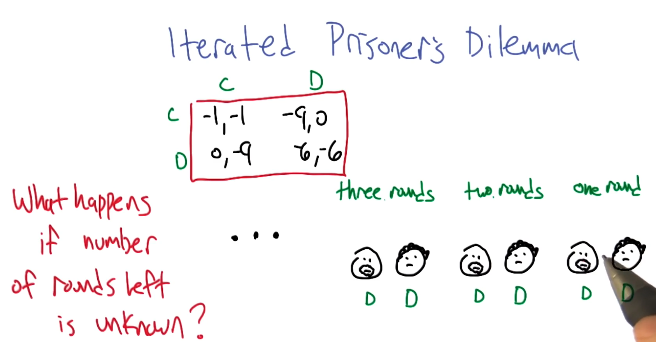 Iterated Prisoner's Dilemma
C D
C -1,-1 -9,0
D 0,-9 -6,-6
three rounds two rounds one round
What happens
if number
of rounds left
is unknown?
...
D D D D D D